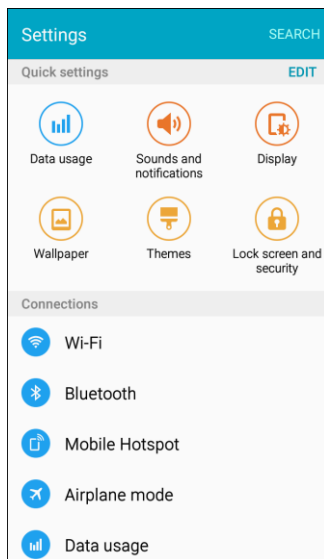 Settings SEARCH
Quick settings EDIT
Data usage
Sounds and
notifications
Display
Wallpaper
Themes
Lock screen and
security
Connections
Wi-Fi
Bluetooth
Mobile Hotspot
Airplane mode
Data usage